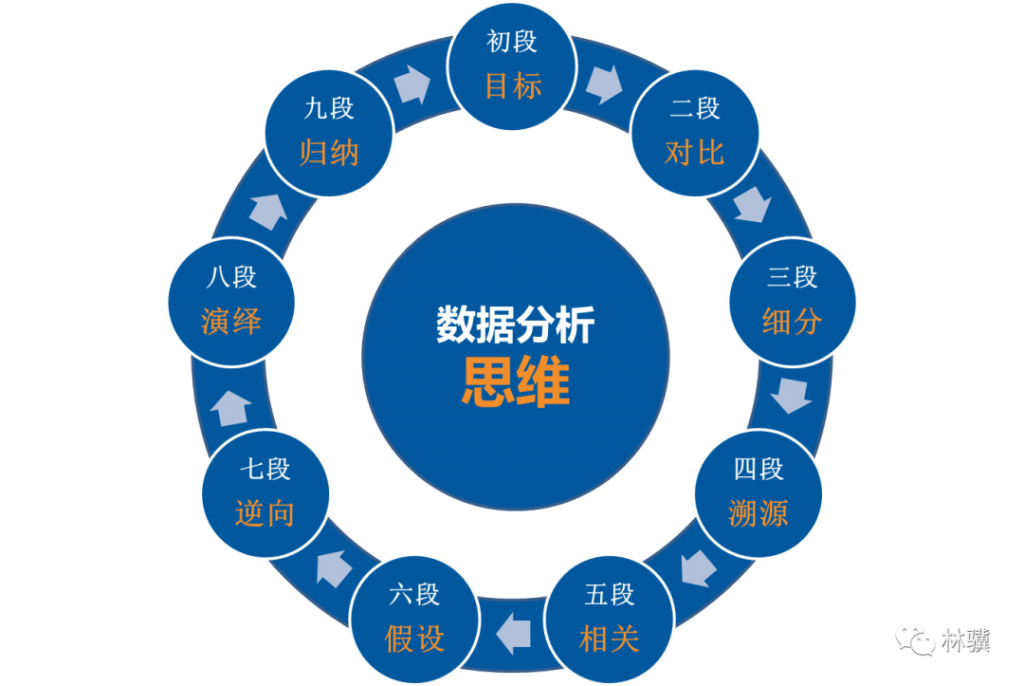 初段
目标
二段
对比
三段
细分
四段
溯源
五段
相关
六段
假设
七段
逆向
八段
演绎
九段
归纳
数据分析
思维
林骥